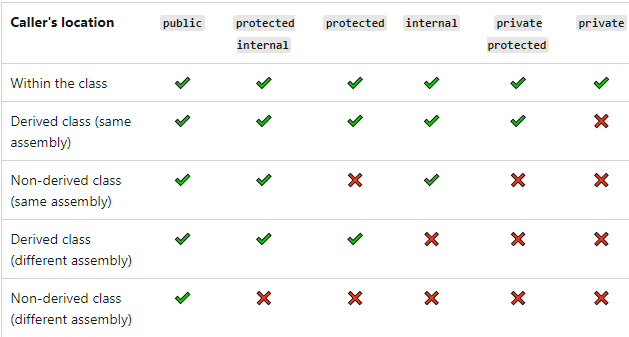 Caller's location public protected protected internal private private
internal protected
Within the class ✔ ✔ ✔ ✔ ✔ ✔
Derived class (same ✔ ✔ ✔ ✔ ✔ ❌
assembly)
Non-derived class ✔ ✔ ❌ ✔ ❌ ❌
(same assembly)
Derived class ✔ ✔ ✔ ❌ ❌ ❌
(different assembly)
Non-derived class ✔ ❌ ❌ ❌ ❌ ❌
(different assembly)